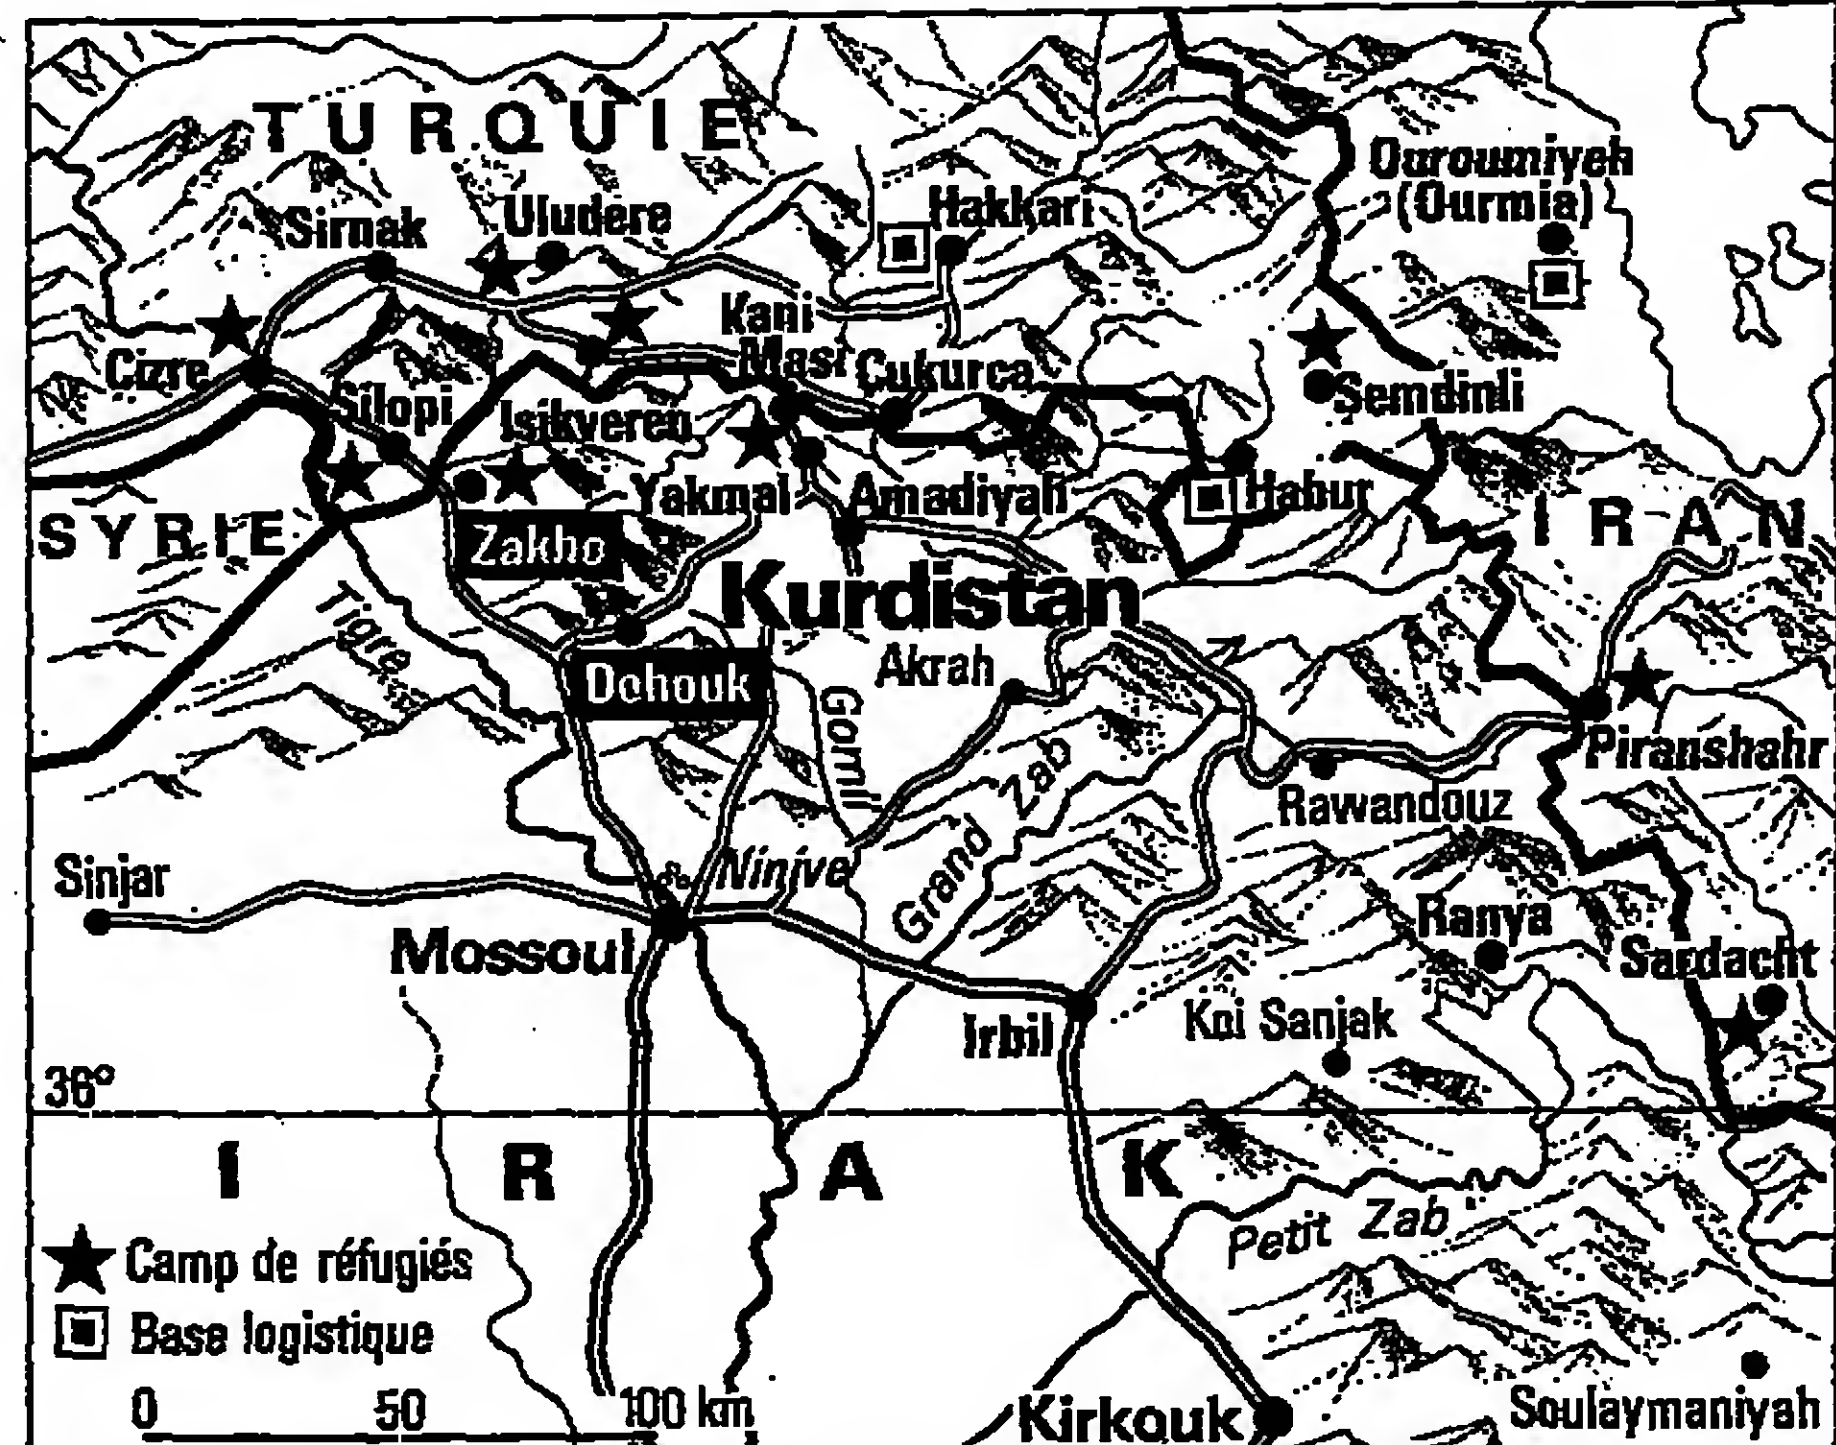 TURQUIE
Ouroumiyeh
(Ourmia)
Sirnak
Uludere
Hakkari
Kani
Masi
Cukurca
Cizre
Silopi
Isikveren
Semdinli
Yakmal
Amadiyah
Habur
SYRIE
IRAN
Zakho
Kurdistan
Tigre
Akrah
Dohouk
Gomil
Grand Zab
Piranshahr
Rawandouz
Sinjar
Ninive
Mossoul
Ranya
Sardacht
Irbil
Koi Sanjak
36°
IRAK
Petit Zab
Camp de réfugiés
Base logistique
0 50 100 km
Kirkouk
Soulaymaniyah